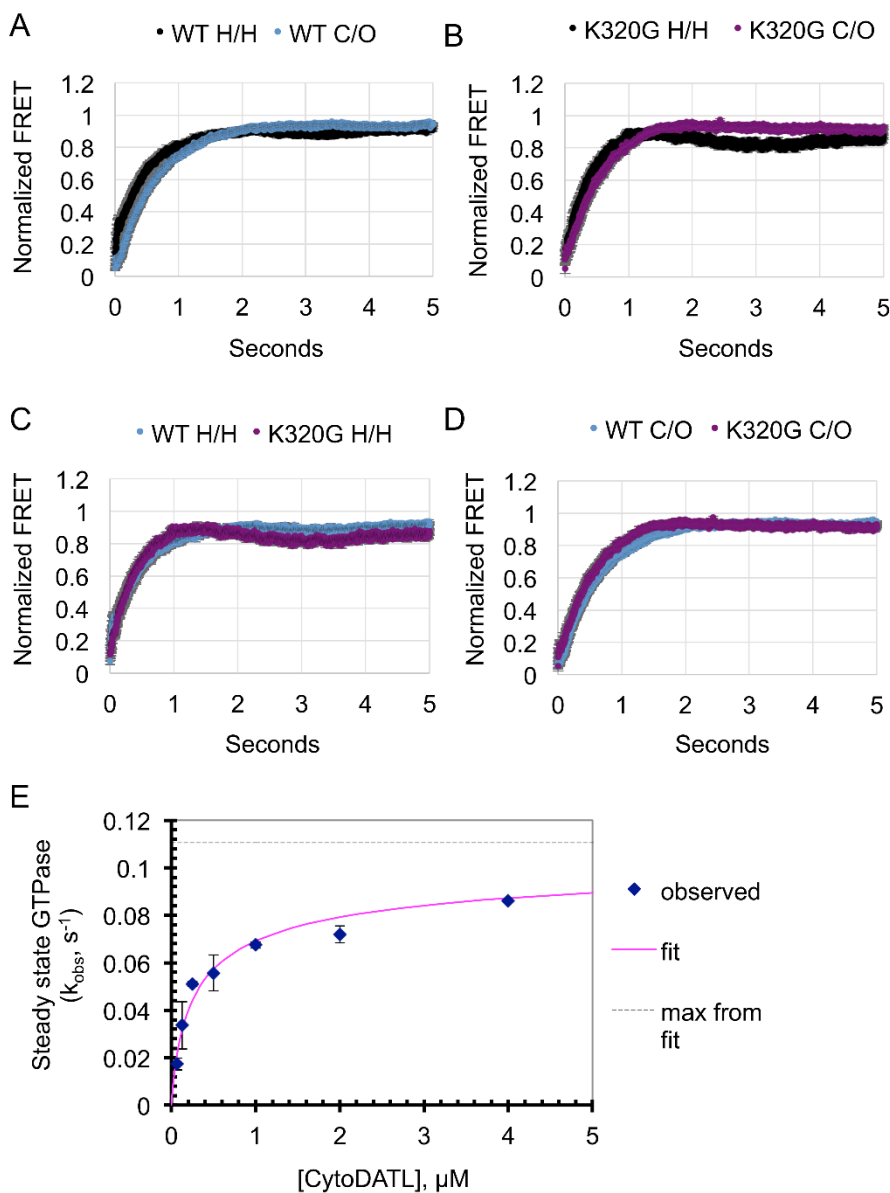 A
WT H/H WT C/O
1.2
1
0.8
0.6
0.4
0.2
0
Normalized FRET
0 1 2 3 4 5
Seconds
B
K320G H/H K320G C/O
1.2
1
0.8
0.6
0.4
0.2
0
Normalized FRET
0 1 2 3 4 5
Seconds
C
WT H/H K320G H/H
1.2
1
0.8
0.6
0.4
0.2
0
Normalized FRET
0 1 2 3 4 5
Seconds
D
WT C/O K320G C/O
1.2
1
0.8
0.6
0.4
0.2
0
Normalized FRET
0 1 2 3 4 5
Seconds
E
0.12
0.1
0.08
0.06
0.04
0.02
0
Steady state GTPase
(kobs, s-1)
0 1 2 3 4 5
[CytoDATL], µM
observed
fit
max from
fit